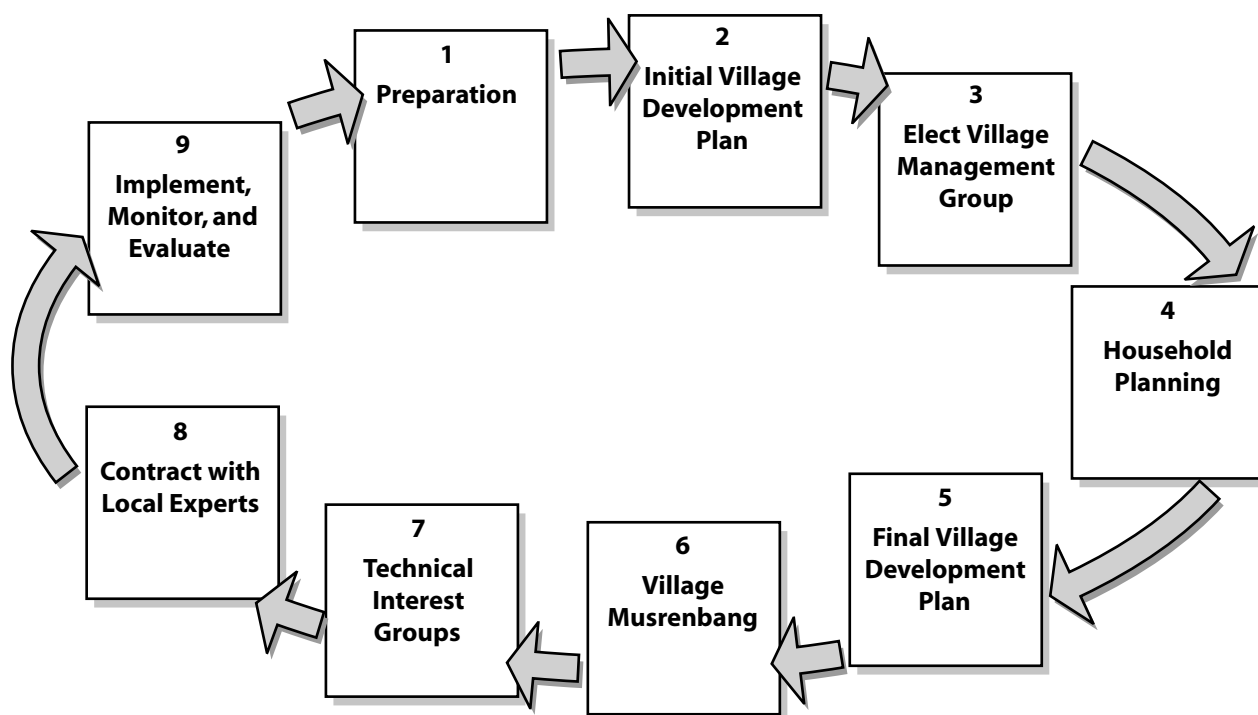 1
Preparation
2
Initial Village
Development
Plan
3
Elect Village
Management
Group
4
Household
Planning
5
Final Village
Development
Plan
6
Village
Musrenbang
7
Technical
Interest
Groups
8
Contract with
Local Experts
9
Implement,
Monitor, and
Evaluate